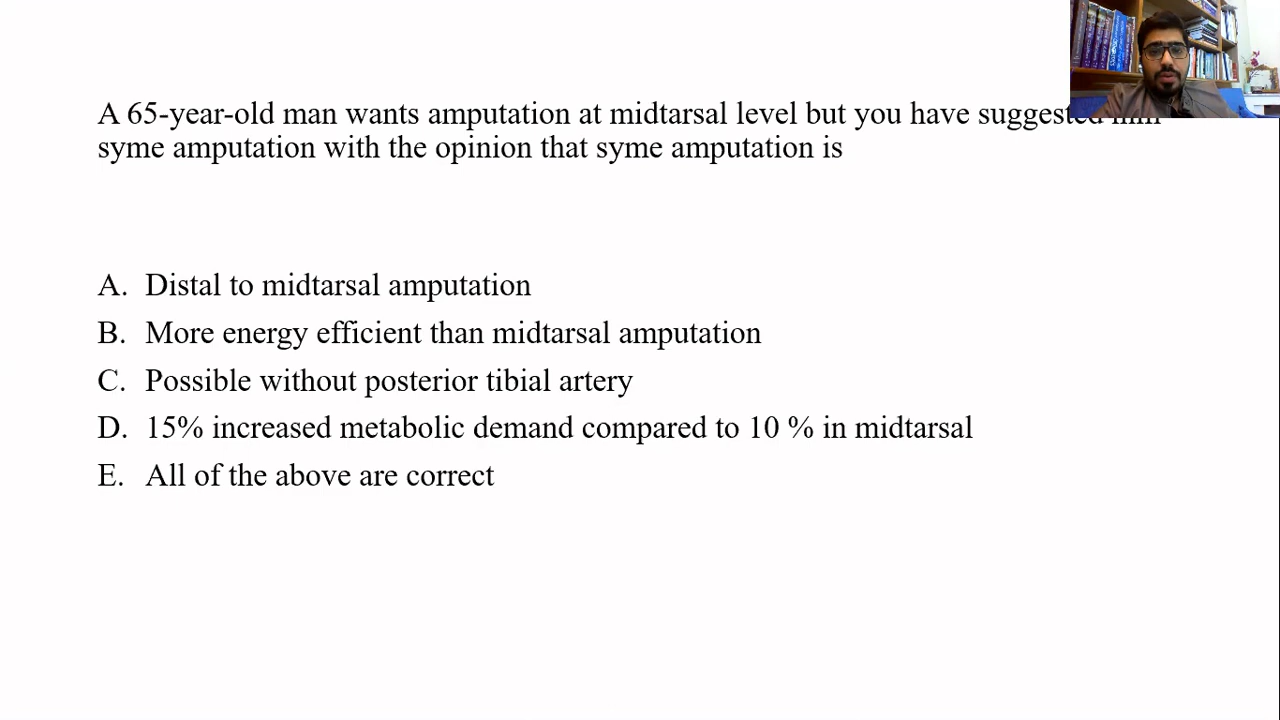 A 65-year-old man wants amputation at midtarsal level but you have suggested him
syme amputation with the opinion that syme amputation is
A. Distal to midtarsal amputation
B. More energy efficient than midtarsal amputation
C. Possible without posterior tibial artery
D. 15% increased metabolic demand compared to 10 % in midtarsal
E. All of the above are correct